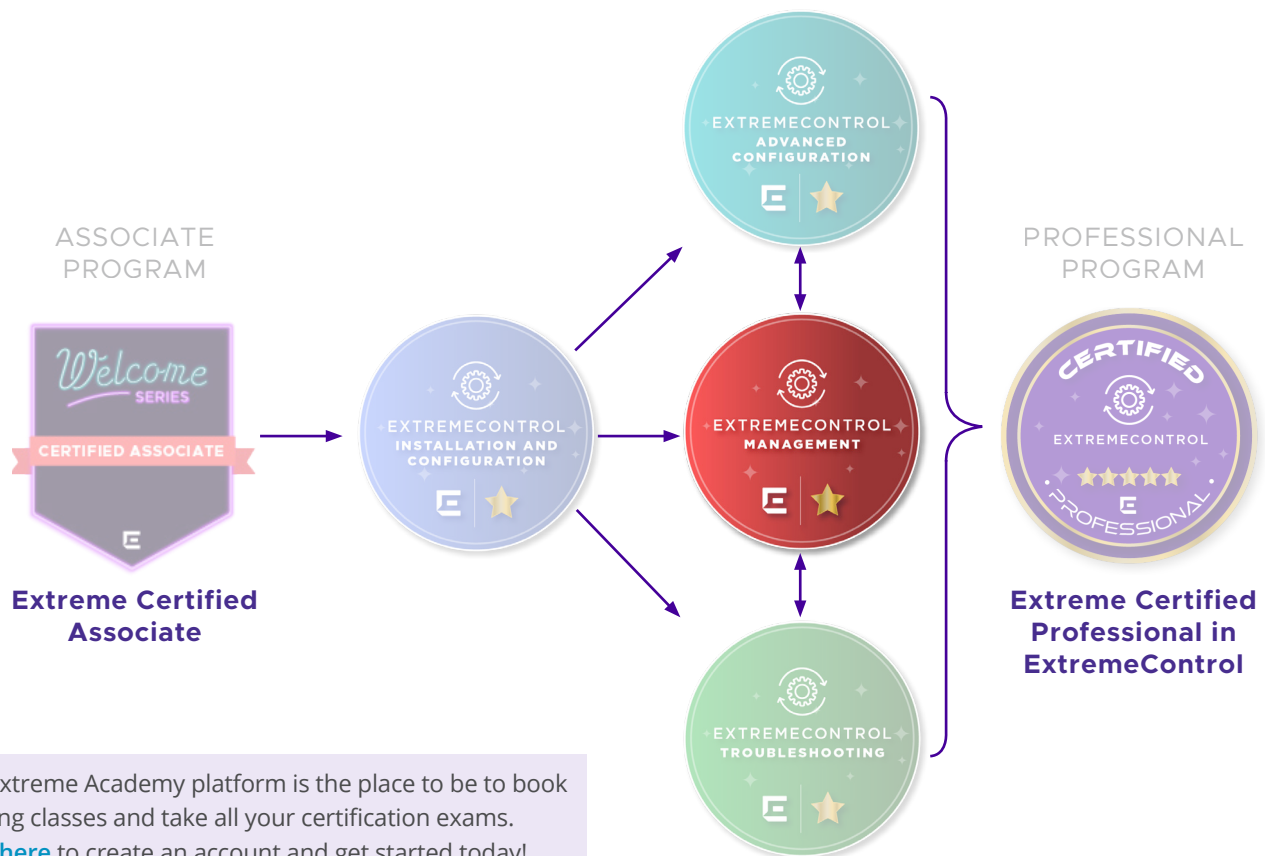 ASSOCIATE
PROGRAM
Welcome
SERIES
CERTIFIED ASSOCIATE
Extreme Certified
Associate
EXTREMECONTROL
INSTALLATION AND
CONFIGURATION
EXTREMECONTROL
ADVANCED
CONFIGURATION
EXTREMECONTROL
MANAGEMENT
EXTREMECONTROL
TROUBLESHOOTING
PROFESSIONAL
PROGRAM
CERTIFIED
EXTREMECONTROL
PROFESSIONAL
Extreme Certified
Professional in
ExtremeControl
xtreme Academy platform is the place to be to book
ng classes and take all your certification exams.
here to create an account and get started today!